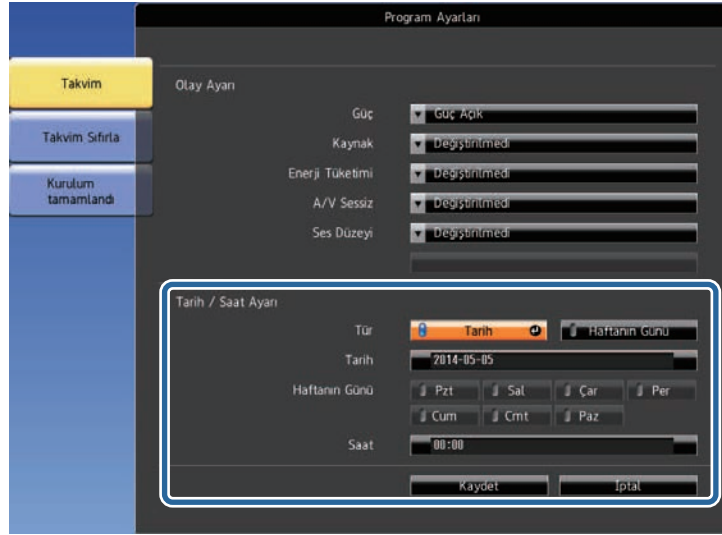 Program Ayarları
Takvim
Takvim Sıfırla
Kurulum
tamamlandı
Olay Ayarı
Güç Güç Açık
Kaynak Değiştirilmedi
Enerji Tüketimi Değiştirilmedi
A/V Sessiz Değiştirilmedi
Ses Düzeyi Değiştirilmedi
Tarih / Saat Ayarı
Tür Tarih Haftanın Günü
Tarih 2014-05-05
Haftanın Günü Pzt Sal Çar Per
Cum Cmt Paz
Saat 00:00
Kaydet İptal